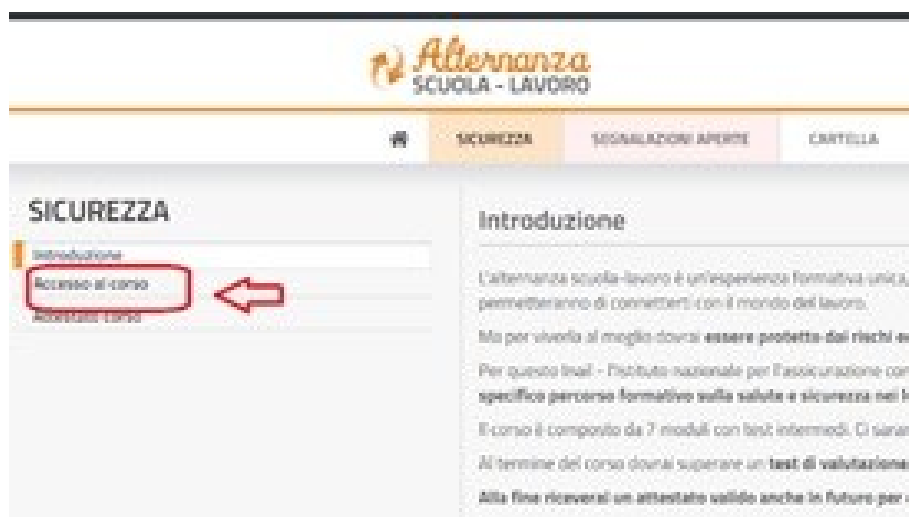 Alternanza
SCUOLA - LAVORO
SICUREZZA
SEGNALAZIONI APERTE
CARTELLA
SICUREZZA
Introduzione
Accesso al corso
Attestato corso
Introduzione
L'alternanza scuola-lavoro è un'esperienza formativa unica,
permetteranno di connetterti con il mondo del lavoro.
Ma per viverla al meglio dovrai essere protetto dai rischi
Per questo Inail - l'Istituto nazionale per l'assicurazione
specifico percorso formativo sulla salute e sicurezza nei
Il corso è composto da 7 moduli con test intermedi. Ci
Al termine del corso dovrai superare un test di valutazione
Alla fine riceverai un attestato valido anche in futuro per